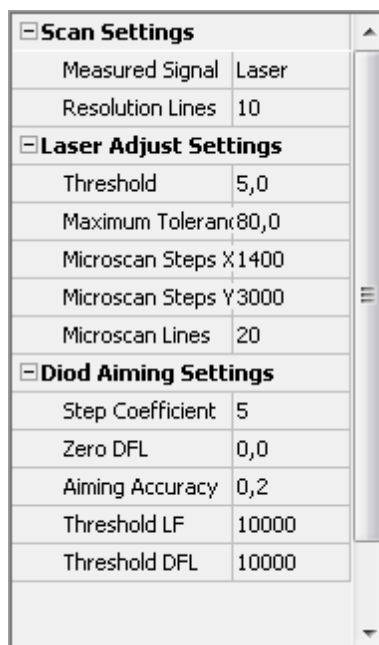 Scan Settings
Measured Signal Laser
Resolution Lines 10
Laser Adjust Settings
Threshold 5,0
Maximum Toleranc 80,0
Microscan Steps X 1400
Microscan Steps Y 3000
Microscan Lines 20
Diod Aiming Settings
Step Coefficient 5
Zero DFL 0,0
Aiming Accuracy 0,2
Threshold LF 10000
Threshold DFL 10000